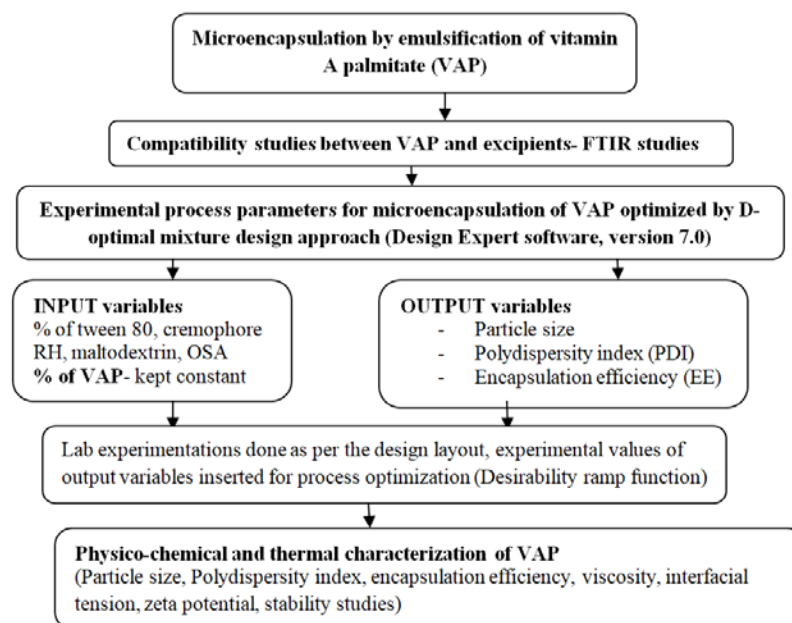 Microencapsulation by emulsification of vitamin
A palmitate (VAP)
Compatibility studies between VAP and excipients- FTIR studies
Experimental process parameters for microencapsulation of VAP optimized by D-
optimal mixture design approach (Design Expert software, version 7.0)
INPUT variables
% of tween 80, cremophore
RH, maltodextrin, OSA
% of VAP- kept constant
OUTPUT variables
- Particle size
- Polydispersity index (PDI)
- Encapsulation efficiency (EE)
Lab experimentations done as per the design layout, experimental values of
output variables inserted for process optimization (Desirability ramp function)
Physico-chemical and thermal characterization of VAP
(Particle size, Polydispersity index, encapsulation efficiency, viscosity, interfacial
tension, zeta potential, stability studies)